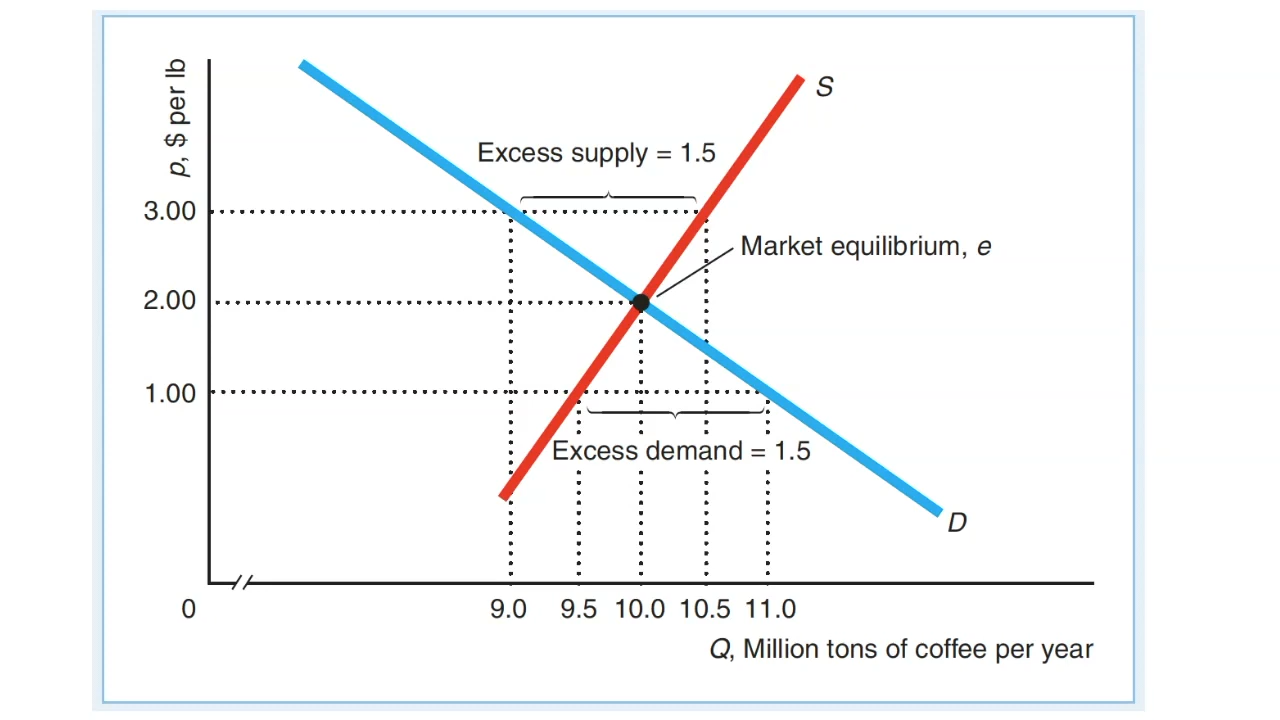 p, $ per lb
S
Excess supply = 1.5
3.00
Market equilibrium, e
2.00
1.00
Excess demand = 1.5
D
0
9.0 9.5 10.0 10.5 11.0
Q, Million tons of coffee per year